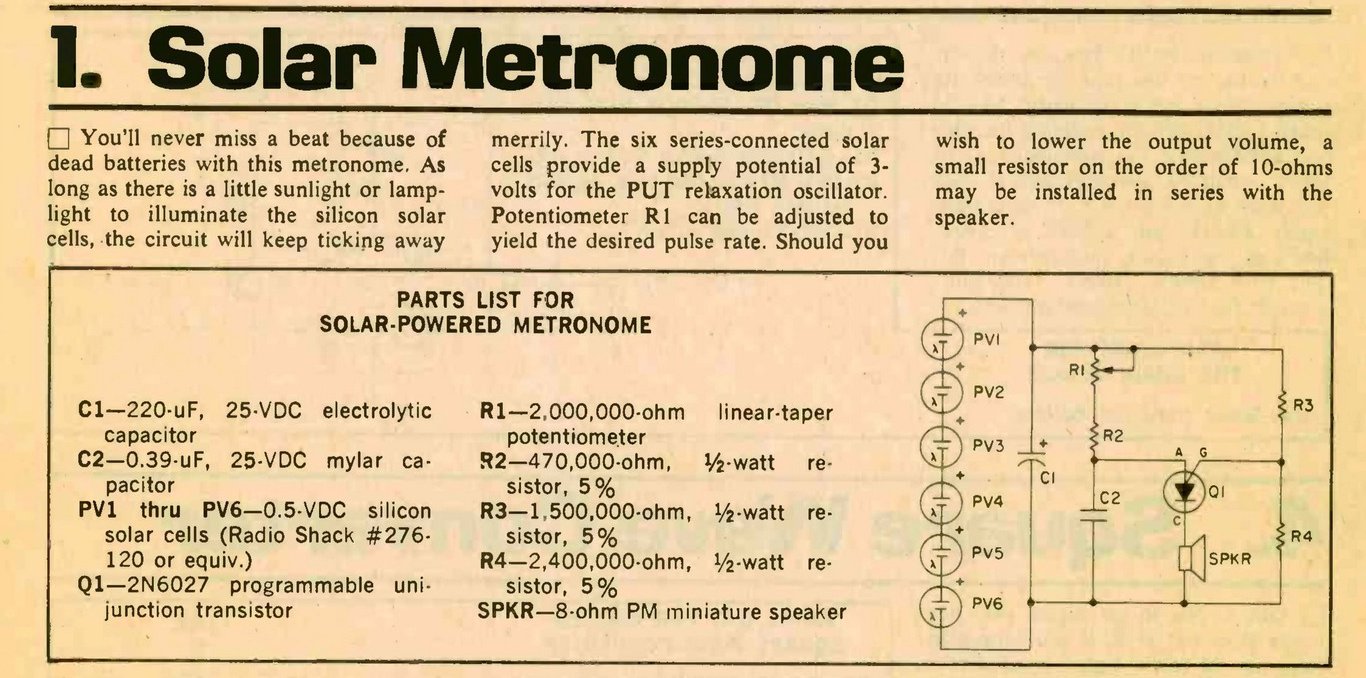 1. Solar Metronome
☐ You'll never miss a beat because of
dead batteries with this metronome. As
long as there is a little sunlight or lamp-
light to illuminate the silicon solar
cells, the circuit will keep ticking away
merrily. The six series-connected solar
cells provide a supply potential of 3-
volts for the PUT relaxation oscillator.
Potentiometer R1 can be adjusted to
yield the desired pulse rate. Should you
wish to lower the output volume, a
small resistor on the order of 10-ohms
may be installed in series with the
speaker.
PARTS LIST FOR
SOLAR-POWERED METRONOME
C1—220-uF, 25-VDC electrolytic
capacitor
C2—0.39-uF, 25-VDC mylar ca-
pacitor
PV1 thru PV6—0.5-VDC silicon
solar cells (Radio Shack #276-
120 or equiv.)
Q1—2N6027 programmable uni-
junction transistor
R1—2,000,000-ohm linear-taper
potentiometer
R2—470,000-ohm, ½-watt re-
sistor, 5%
R3—1,500,000-ohm, ½-watt re-
sistor, 5%
R4—2,400,000-ohm, ½-watt re-
sistor, 5%
SPKR—8-ohm PM miniature speaker
+
λ
PV1
+
λ
PV2
+
λ
PV3
+
λ
PV4
+
λ
PV5
+
λ
PV6
+
C1
R1
R2
C2
A
G
Q1
C
SPKR
R3
R4